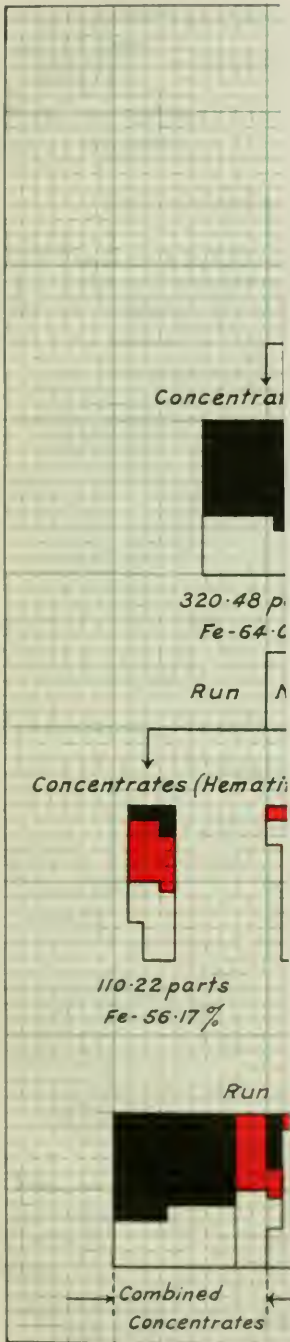 Concentrat
320·48 p
Fe-64·
Run N
Concentrates (Hemati
110·22 parts
Fe-56·17%
Run
Combined
Concentrates